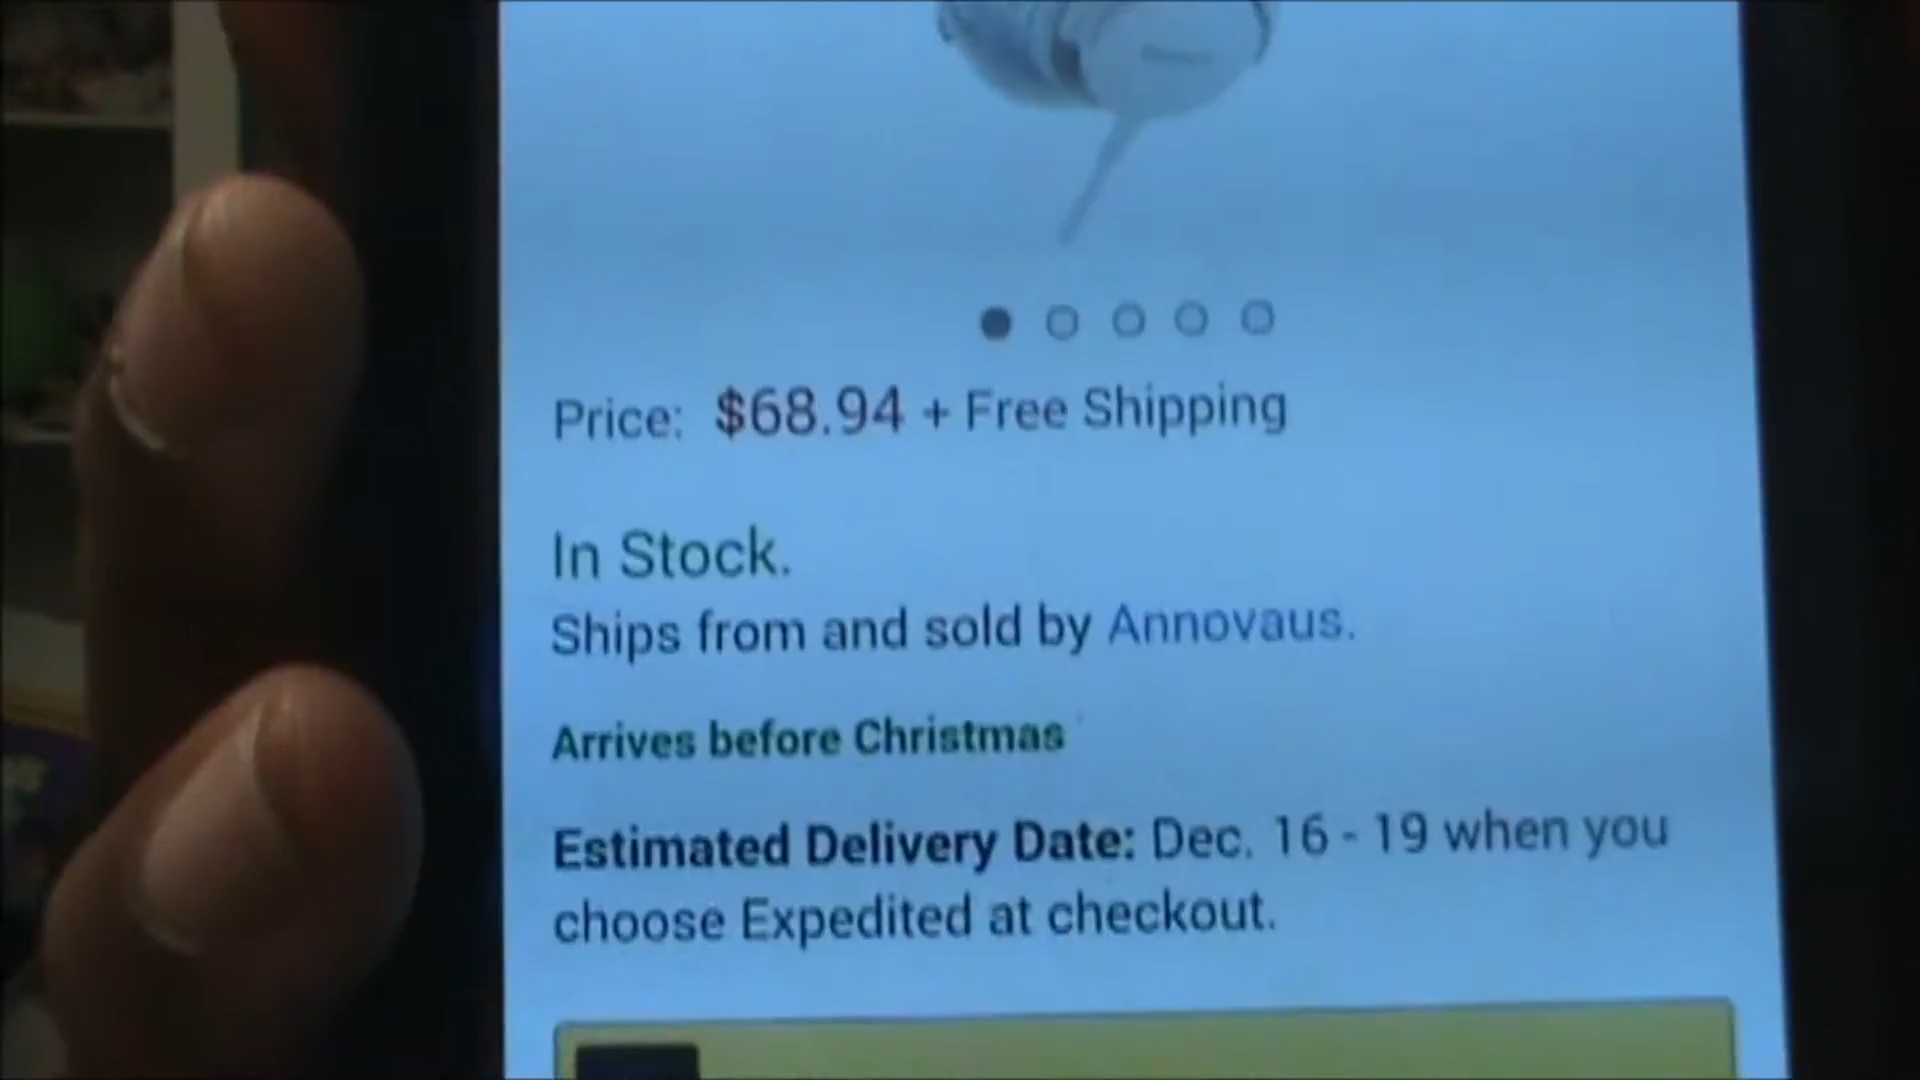 Price: $68.94 + Free Shipping
In Stock.
Ships from and sold by Annovaus.
Arrives before Christmas
Estimated Delivery Date: Dec. 16 - 19 when you
choose Expedited at checkout.